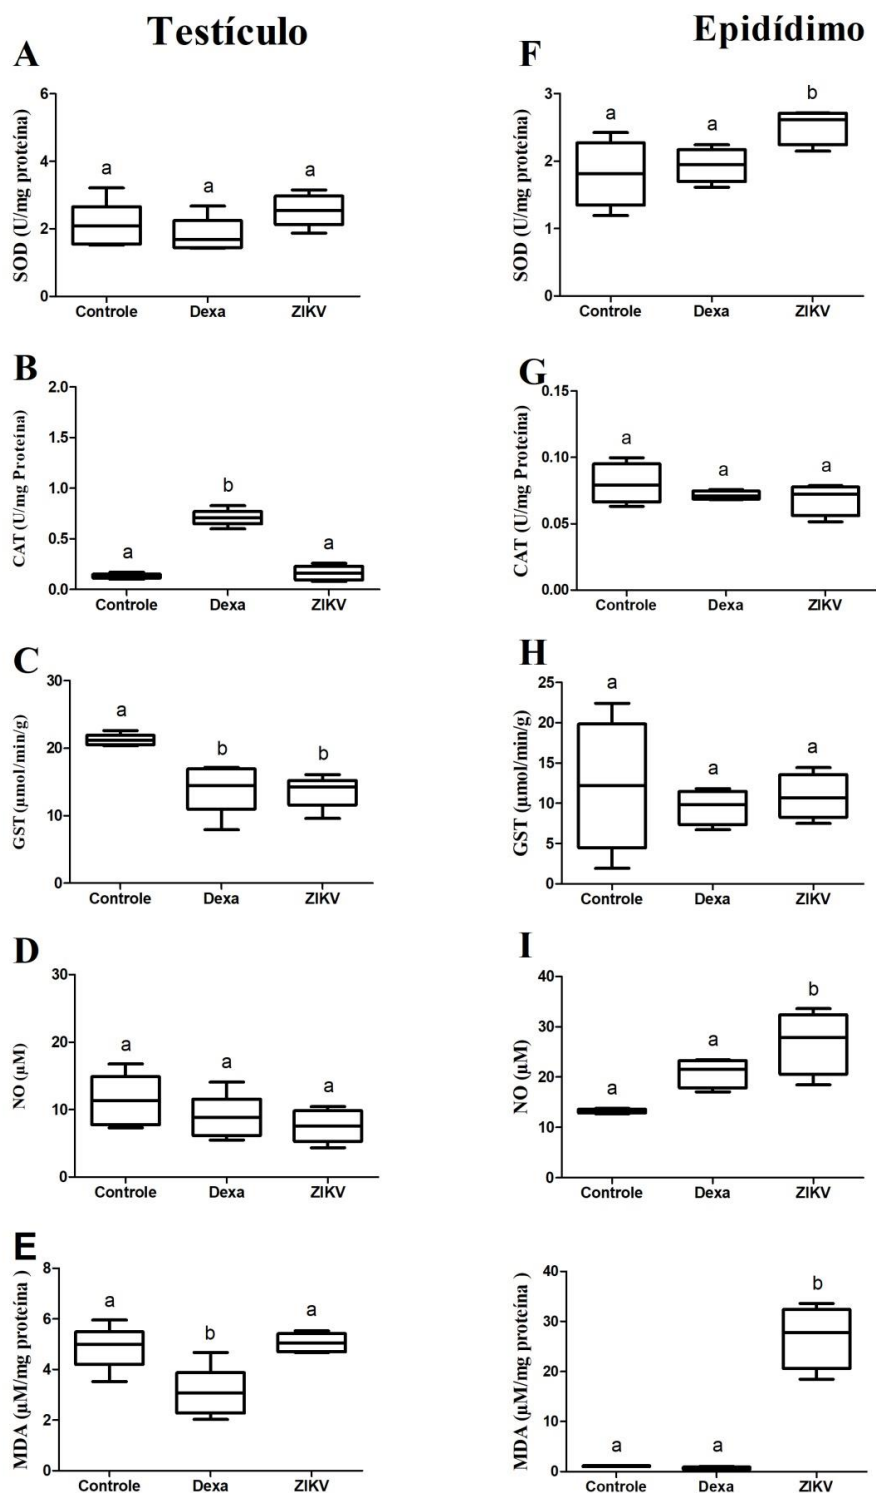 Testículo
Epidídimo
A
SOD (U/mg proteína)
6
4
2
0
a
a
a
Controle
Dexa
ZIKV
F
SOD (U/mg proteína)
3
2
1
0
a
a
b
Controle
Dexa
ZIKV
B
CAT (U/mg Proteína)
2.0
1.5
1.0
0.5
0.0
a
b
a
Controle
Dexa
ZIKV
G
CAT (U/mg Proteína)
0.15
0.10
0.05
0.00
a
a
a
Controle
Dexa
ZIKV
C
GST (µmol/min/g)
30
20
10
0
a
b
b
Controle
Dexa
ZIKV
H
GST (µmol/min/g)
25
20
15
10
5
0
a
a
a
Controle
Dexa
ZIKV
D
NO (µM)
30
20
10
0
a
a
a
Controle
Dexa
ZIKV
I
NO (µM)
40
30
20
10
0
a
a
b
Controle
Dexa
ZIKV
E
MDA (µM/mg proteína )
8
6
4
2
0
a
b
a
Controle
Dexa
ZIKV
MDA (µM/mg proteína )
40
30
20
10
0
a
a
b
Controle
Dexa
ZIKV